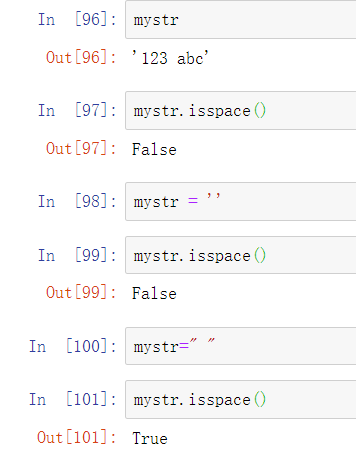 In [96]: mystr
Out[96]: '123 abc'
In [97]: mystr.isspace()
Out[97]: False
In [98]: mystr = ''
In [99]: mystr.isspace()
Out[99]: False
In [100]: mystr=" "
In [101]: mystr.isspace()
Out[101]: True